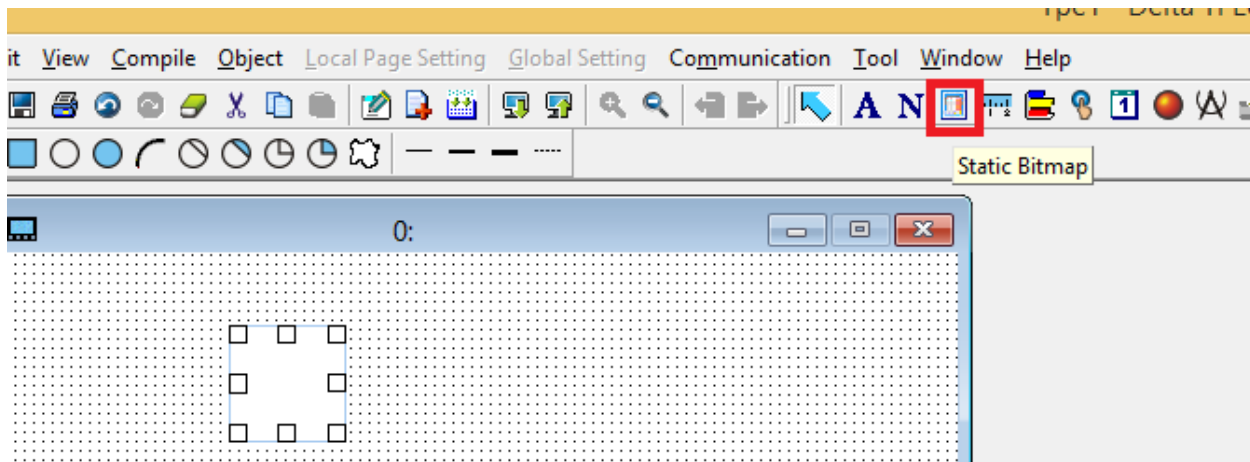 it View Compile Object Local Page Setting Global Setting Communication Tool Window Help
A N 1
Static Bitmap
0: